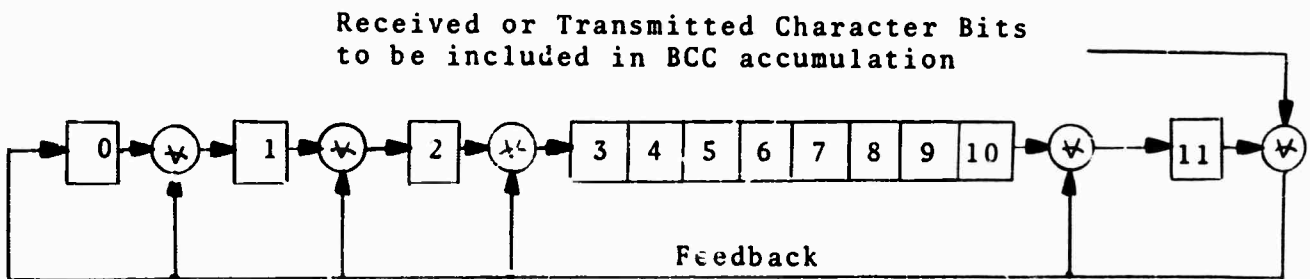 Received or Transmitted Character Bits
to be included in BCC accumulation
0 1 2 3 4 5 6 7 8 9 10 11
Feedback